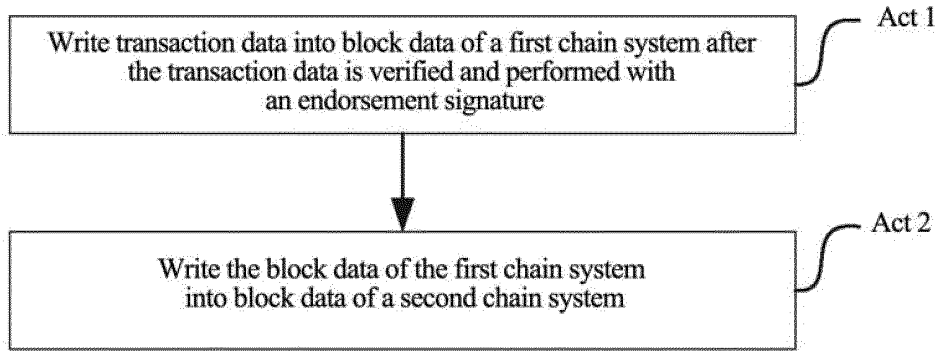 Act 1
Write transaction data into block data of a first chain system after
the transaction data is verified and performed with
an endorsement signature
Act 2
Write the block data of the first chain system
into block data of a second chain system